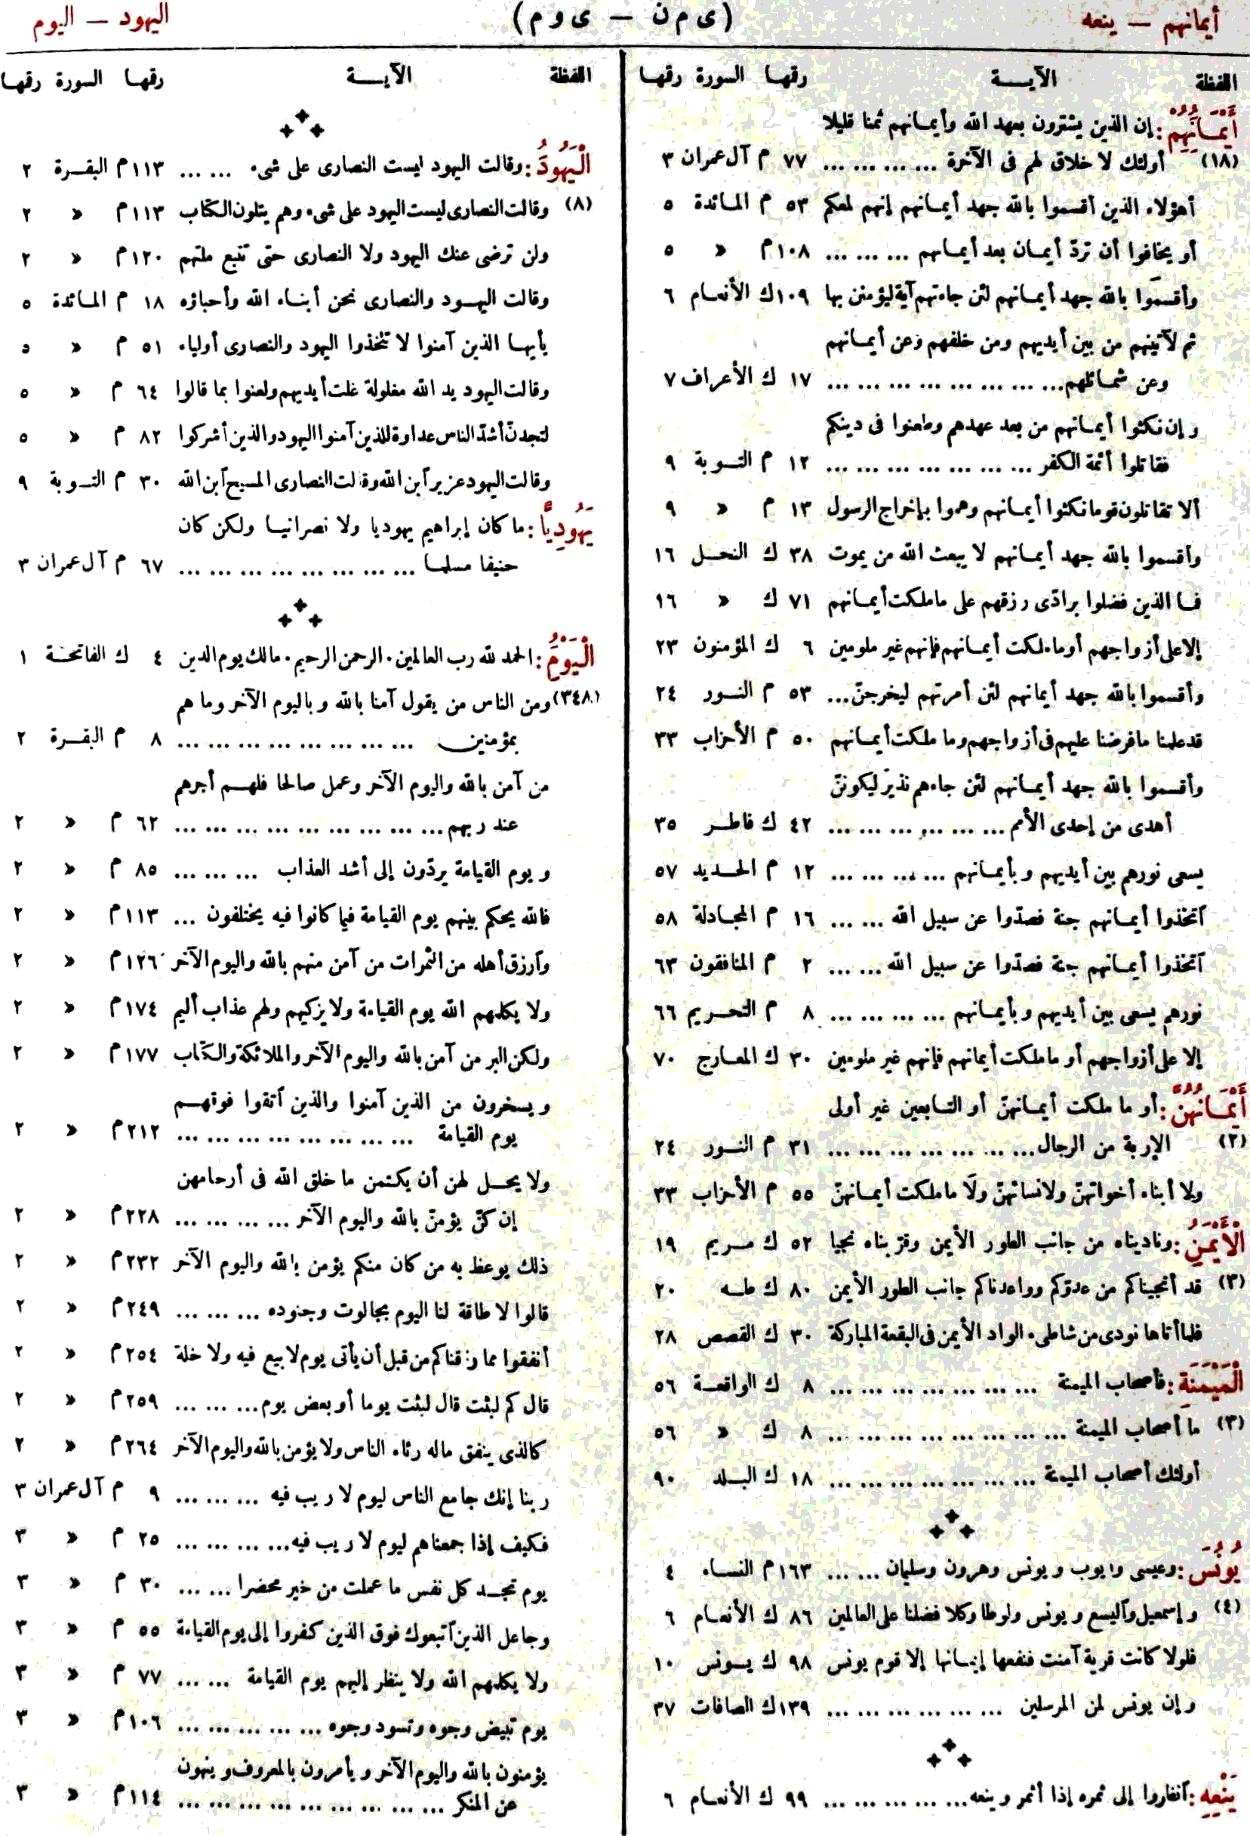 أيمانهم — ينعه
(ى م ن — ى و م)
اليهود — اليوم
اللفظة الآيــة رقها السورة رقها
أَيْمَانَهُمْ : إن الذين يشترون بعهد الله وأيمانهم ثمنا قليلا
(١٨) أولئك لا خلاق لهم فى الآخرة ... ... ... ... ٧٧ م آل عمران ٣
أهؤلاء الذين أقسموا بالله جهد أيمانهم إنهم لمعكم ٥٣ م المائدة ٥
أو يخافوا أن تردّ أيمان بعد أيمانهم ... ... ... ١٠٨ م » ٥
وأقسموا بالله جهد أيمانهم لئن جاءتهم آية ليؤمنن بها ١٠٩ ك الأنعام ٦
ثم لآتينهم من بين أيديهم ومن خلفهم وعن أيمانهم
وعن شمائلهم ... ... ... ... ... ... ... ... ١٧ ك الأعراف ٧
وإن نكثوا أيمانهم من بعد عهدهم وطعنوا فى دينكم
فقاتلوا أئمة الكفر ... ... ... ... ... ... ... ١٢ م التوبة ٩
ألا تقاتلون قوما نكثوا أيمانهم وهموا بإخراج الرسول ١٣ م » ٩
وأقسموا بالله جهد أيمانهم لا يبعث الله من يموت ٣٨ ك النحل ١٦
فما الذين فضلوا برادّى رزقهم على ما ملكت أيمانهم ٧١ ك » ١٦
إلا على أزواجهم أو ما ملكت أيمانهم فإنهم غير ملومين ٦ ك المؤمنون ٢٣
وأقسموا بالله جهد أيمانهم لئن أمرتهم ليخرجنّ ... ٥٣ م النور ٢٤
قد علمنا ما فرضنا عليهم فى أزواجهم وما ملكت أيمانهم ٥٠ م الأحزاب ٣٣
وأقسموا بالله جهد أيمانهم لئن جاءهم نذير ليكوننّ
أهدى من إحدى الأمم ... ... ... ... ... ... ٤٢ ك فاطر ٣٥
يسعى نورهم بين أيديهم وبأيمانهم ... ... ... ... ١٢ م الحديد ٥٧
اتخذوا أيمانهم جنة فصدّوا عن سبيل الله ... ... ١٦ م المجادلة ٥٨
اتخذوا أيمانهم جنة فصدّوا عن سبيل الله ... ... ٢ م المنافقون ٦٣
نورهم يسعى بين أيديهم وبأيمانهم ... ... ... ... ٨ م التحريم ٦٦
إلا على أزواجهم أو ما ملكت أيمانهم فإنهم غير ملومين ٣٠ ك المعارج ٧٠
أَيْمَانُهُنَّ : أو ما ملكت أيمانهنّ أو التابعين غير أولى
(٢) الإربة من الرجال ... ... ... ... ... ... ... ٣١ م النور ٢٤
ولا أبناء أخواتهنّ ولا نسائهنّ ولا ما ملكت أيمانهنّ ٥٥ م الأحزاب ٣٣
الْأَيْمَنِ : وناديناه من جانب الطور الأيمن وقربناه نجيا ٥٢ ك مريم ١٩
(٣) قد أنجيناكم من عدوّكم وواعدناكم جانب الطور الأيمن ٨٠ ك طه ٢٠
فلما أتاها نودى من شاطىء الواد الأيمن فى البقعة المباركة ٣٠ ك القصص ٢٨
الْمَيْمَنَةِ : فأصحاب الميمنة ... ... ... ... ... ... ... ٨ ك الواقعة ٥٦
(٣) ما أصحاب الميمنة ... ... ... ... ... ... ... ... ٨ ك » ٥٦
أولئك أصحاب الميمنة ... ... ... ... ... ... ... ١٨ ك البلد ٩٠
يُونُسَ : وعيسى وأيوب ويونس وهرون وسليمان ... ... ١٦٣ م النساء ٤
(٤) وإسمعيل واليسع ويونس ولوطا وكلا فضلنا على العالمين ٨٦ ك الأنعام ٦
فلولا كانت قرية آمنت فنفعها إيمانها إلا قوم يونس ٩٨ ك يونس ١٠
وإن يونس لمن المرسلين ... ... ... ... ... ... ١٣٩ ك الصافات ٣٧
يَنْعِهِ : انظروا إلى ثمره إذا أثمر وينعه ... ... ... ... ... ٩٩ ك الأنعام ٦
اللفظة الآيــة رقها السورة رقها
الْيَهُودُ : وقالت اليهود ليست النصارى على شىء ... ... ١١٣ م البقرة ٢
(٨) وقالت النصارى ليست اليهود على شىء وهم يتلون الكتاب ١١٣ م » ٢
ولن ترضى عنك اليهود ولا النصارى حتى تتبع ملتهم ١٢٠ م » ٢
وقالت اليهود والنصارى نحن أبناء الله وأحباؤه ١٨ م المائدة ٥
يأيها الذين آمنوا لا تتخذوا اليهود والنصارى أولياء ٥١ م » ٥
وقالت اليهود يد الله مغلولة غلت أيديهم ولعنوا بما قالوا ٦٤ م » ٥
لتجدنّ أشدّ الناس عداوة للذين آمنوا اليهود والذين أشركوا ٨٢ م » ٥
وقالت اليهود عزير ابن الله وقالت النصارى المسيح ابن الله ٣٠ م التوبة ٩
يَهُودِيًّا : ما كان إبراهيم يهوديا ولا نصرانيا ولكن كان
حنيفا مسلما ... ... ... ... ... ... ... ... ٦٧ م آل عمران ٣
الْيَوْمِ : الحمد لله رب العالمين . الرحمن الرحيم . مالك يوم الدين ٤ ك الفاتحة ١
(٣٤٨) ومن الناس من يقول آمنا بالله وباليوم الآخر وما هم
بمؤمنين ... ... ... ... ... ... ... ... ٨ م البقرة ٢
من آمن بالله واليوم الآخر وعمل صالحا فلهم أجرهم
عند ربهم ... ... ... ... ... ... ... ... ... ٦٢ م » ٢
ويوم القيامة يردّون إلى أشد العذاب ... ... ... ٨٥ م » ٢
فالله يحكم بينهم يوم القيامة فيما كانوا فيه يختلفون ... ١١٣ م » ٢
وارزق أهله من الثمرات من آمن منهم بالله واليوم الآخر ١٢٦ م » ٢
ولا يكلمهم الله يوم القيامة ولا يزكيهم ولهم عذاب أليم ١٧٤ م » ٢
ولكن البر من آمن بالله واليوم الآخر والملائكة والكتاب ١٧٧ م » ٢
ويسخرون من الذين آمنوا والذين اتقوا فوقهم
يوم القيامة ... ... ... ... ... ... ... ... ٢١٢ م » ٢
ولا يحل لهن أن يكتمن ما خلق الله فى أرحامهن
إن كنّ يؤمنّ بالله واليوم الآخر ... ... ... ... ٢٢٨ م » ٢
ذلك يوعظ به من كان منكم يؤمن بالله واليوم الآخر ٢٣٢ م » ٢
قالوا لا طاقة لنا اليوم بجالوت وجنوده ... ... ... ٢٤٩ م » ٢
أنفقوا مما رزقناكم من قبل أن يأتى يوم لا بيع فيه ولا خلة ٢٥٤ م » ٢
قال كم لبثت قال لبثت يوما أو بعض يوم ... ... ... ٢٥٩ م » ٢
كالذى ينفق ماله رئاء الناس ولا يؤمن بالله واليوم الآخر ٢٦٤ م » ٢
ربنا إنك جامع الناس ليوم لا ريب فيه ... ... ... ٩ م آل عمران ٣
فكيف إذا جمعناهم ليوم لا ريب فيه ... ... ... ... ٢٥ م » ٣
يوم تجد كل نفس ما عملت من خير محضرا ... ... ٣٠ م » ٣
وجاعل الذين اتبعوك فوق الذين كفروا إلى يوم القيامة ٥٥ م » ٣
ولا يكلمهم الله ولا ينظر إليهم يوم القيامة ... ... ٧٧ م » ٣
يوم تبيض وجوه وتسود وجوه ... ... ... ... ... ١٠٦ م » ٣
يؤمنون بالله واليوم الآخر ويأمرون بالمعروف وينهون
عن المنكر ... ... ... ... ... ... ... ... ... ١١٤ م » ٣